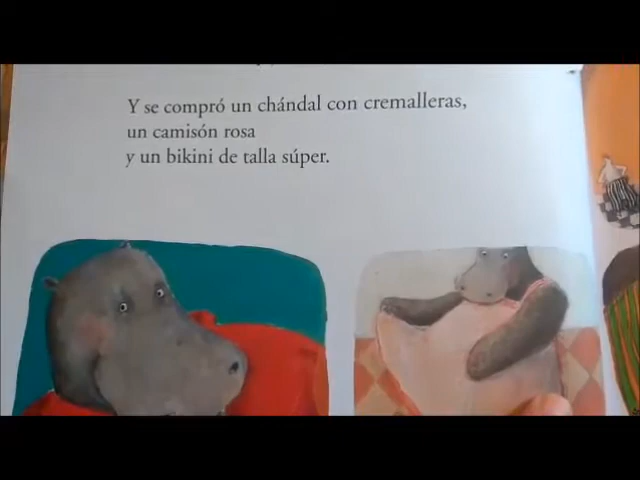 Y se compró un chándal con cremalleras,
un camisón rosa
y un bikini de talla súper.